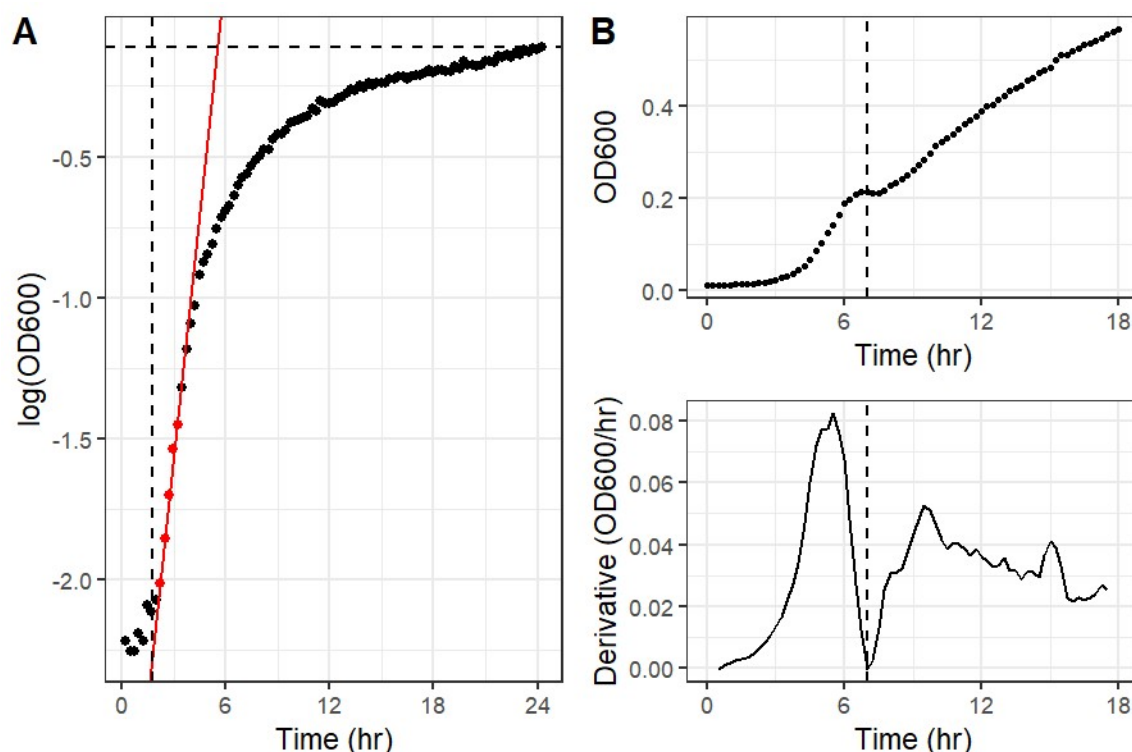 A
log(OD600)
-0.5
-1.0
-1.5
-2.0
0 6 12 18 24
Time (hr)
B
OD600
0.4
0.2
0.0
0 6 12 18
Time (hr)
Derivative (OD600/hr)
0.08
0.06
0.04
0.02
0.00
0 6 12 18
Time (hr)